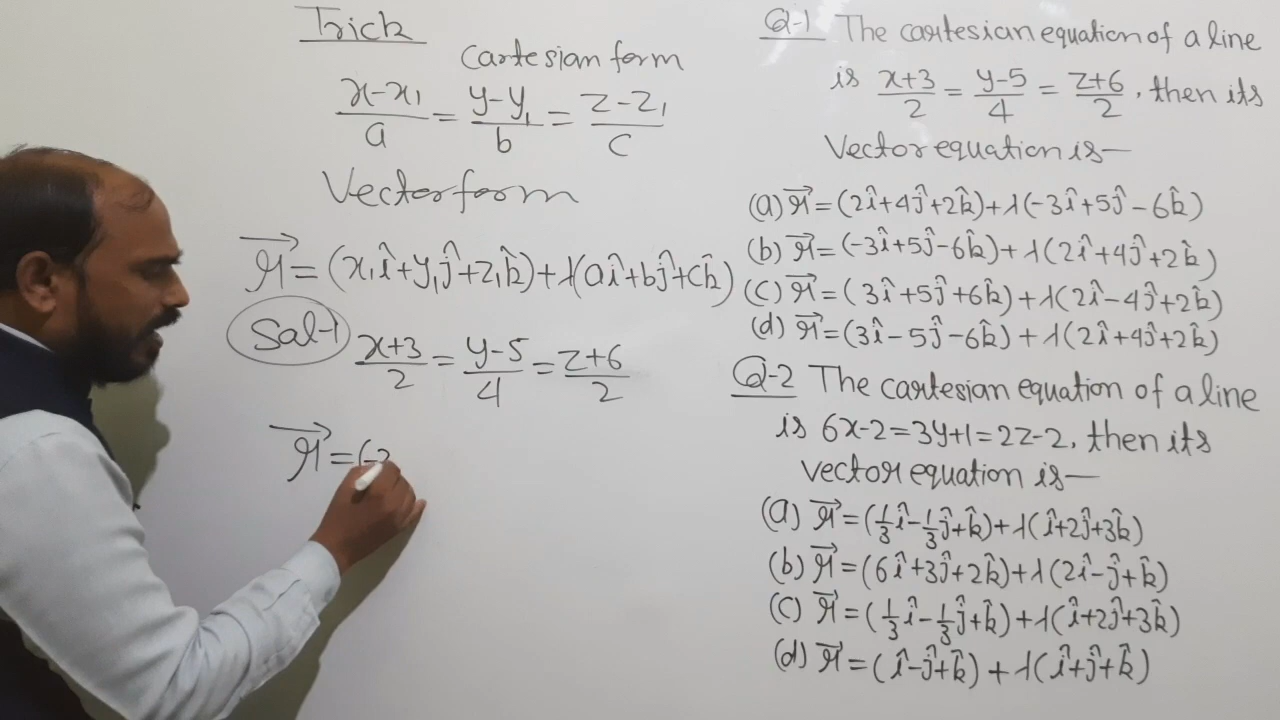 Trick
Cartesian form
x-x₁/a = y-y₁/b = z-z₁/c
Vector form
r⃗=(x₁î+y₁ĵ+z₁k̂)+λ(aî+bĵ+ck̂)
Sol-1 x+3/2 = y-5/4 = z+6/2
r⃗=(-3
Q-1 The cartesian equation of a line
is x+3/2 = y-5/4 = z+6/2, then its
Vector equation is—
(a) r⃗=(2î+4ĵ+2k̂)+λ(-3î+5ĵ-6k̂)
(b) r⃗=(-3î+5ĵ-6k̂)+λ(2î+4ĵ+2k̂)
(c) r⃗=(3î+5ĵ+6k̂)+λ(2î-4ĵ+2k̂)
(d) r⃗=(3î-5ĵ-6k̂)+λ(2î+4ĵ+2k̂)
Q-2 The cartesian equation of a line
is 6x-2=3y+1=2z-2, then its
vector equation is—
(a) r⃗=(1/3î-1/3ĵ+k̂)+λ(î+2ĵ+3k̂)
(b) r⃗=(6î+3ĵ+2k̂)+λ(2î-ĵ+k̂)
(c) r⃗=(1/3î-1/3ĵ+k̂)+λ(î+2ĵ+3k̂)
(d) r⃗=(î-ĵ+k̂)+λ(î+ĵ+k̂)